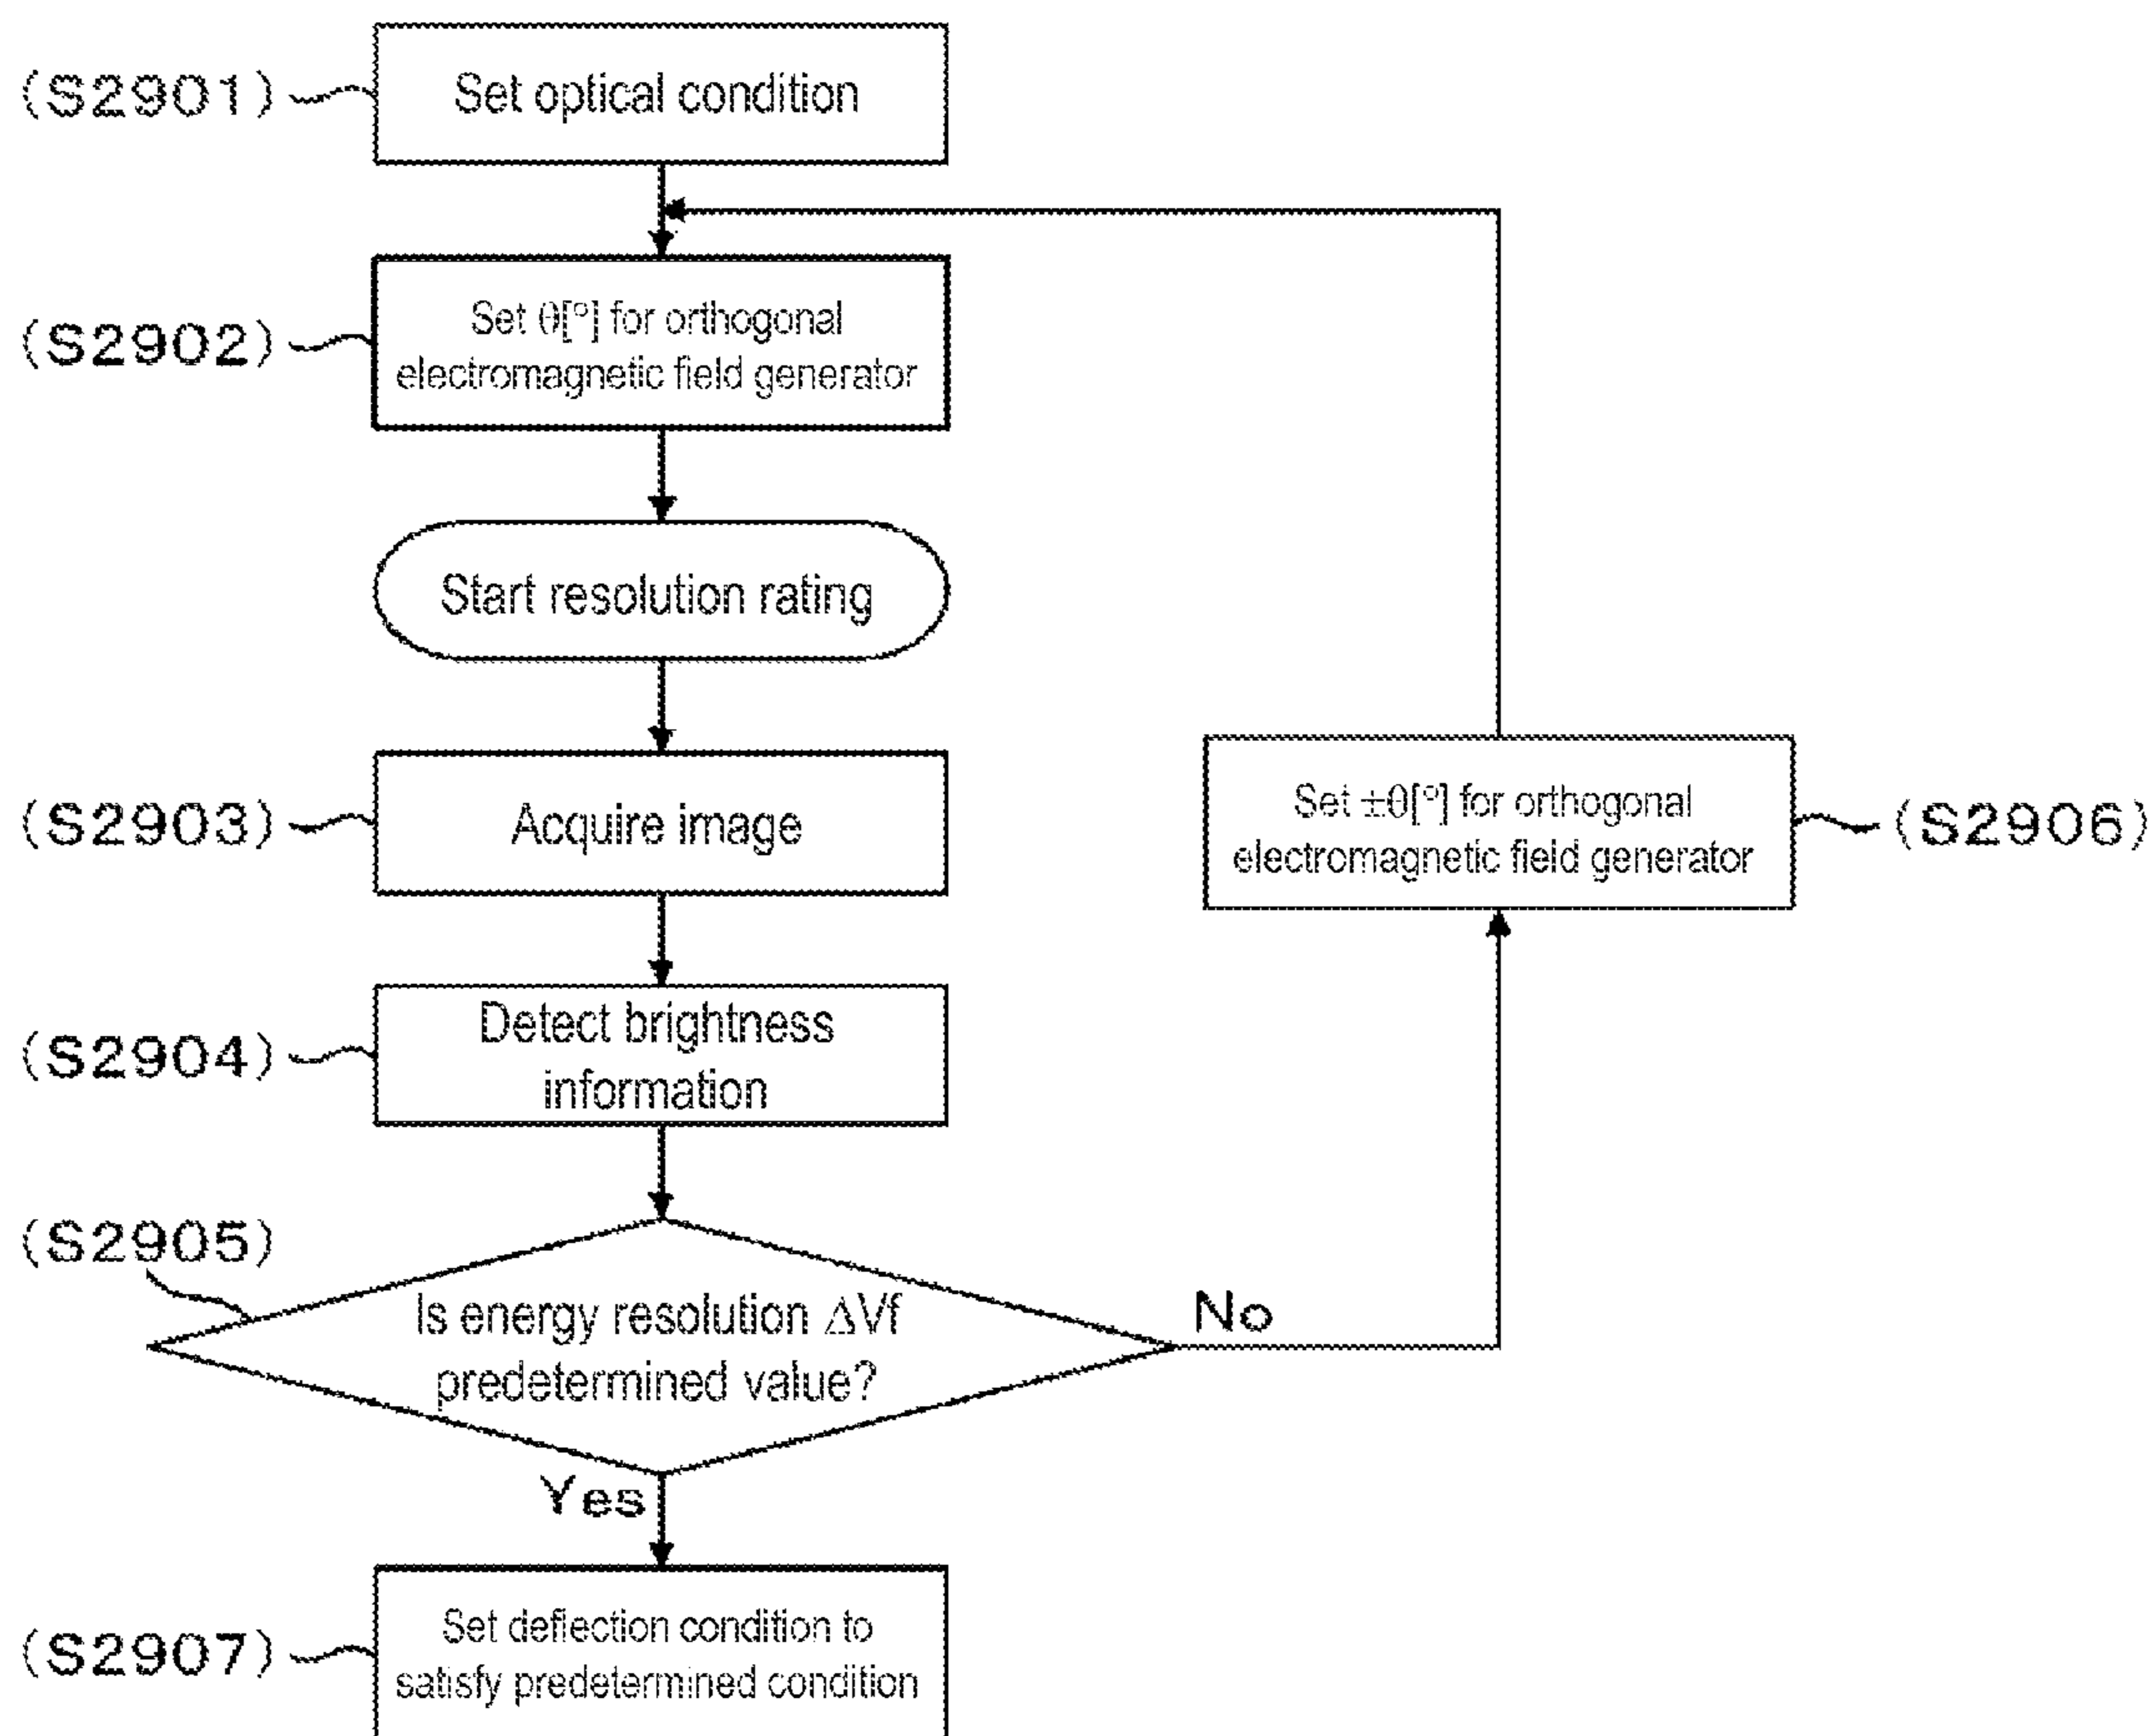 (S2901)
Set optical condition
(S2902)
Set θ[°] for orthogonal
electromagnetic field generator
Start resolution rating
(S2903)
Acquire image
Set ±θ[°] for orthogonal
electromagnetic field generator
(S2906)
(S2904)
Detect brightness
information
(S2905)
Is energy resolution ΔVf
predetermined value?
No
Yes
(S2907)
Set deflection condition to
satisfy predetermined condition